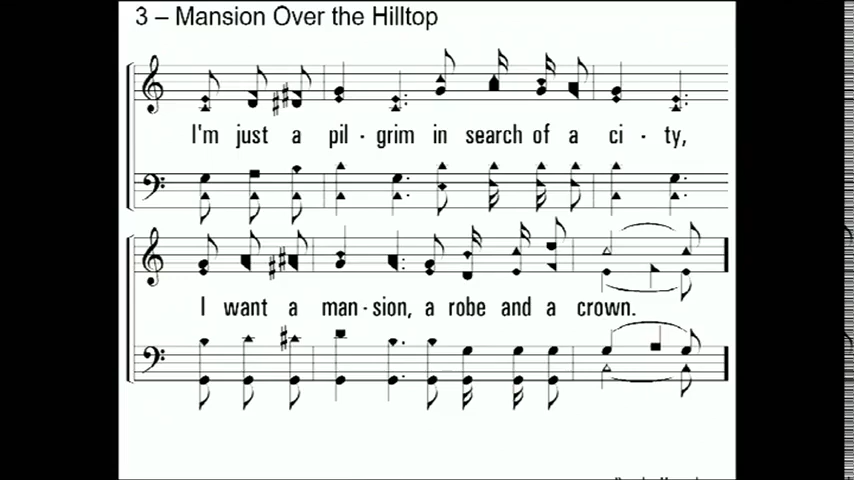 3 – Mansion Over the Hilltop
I'm just a pil - grim in search of a ci - ty,
I want a man - sion, a robe and a crown.